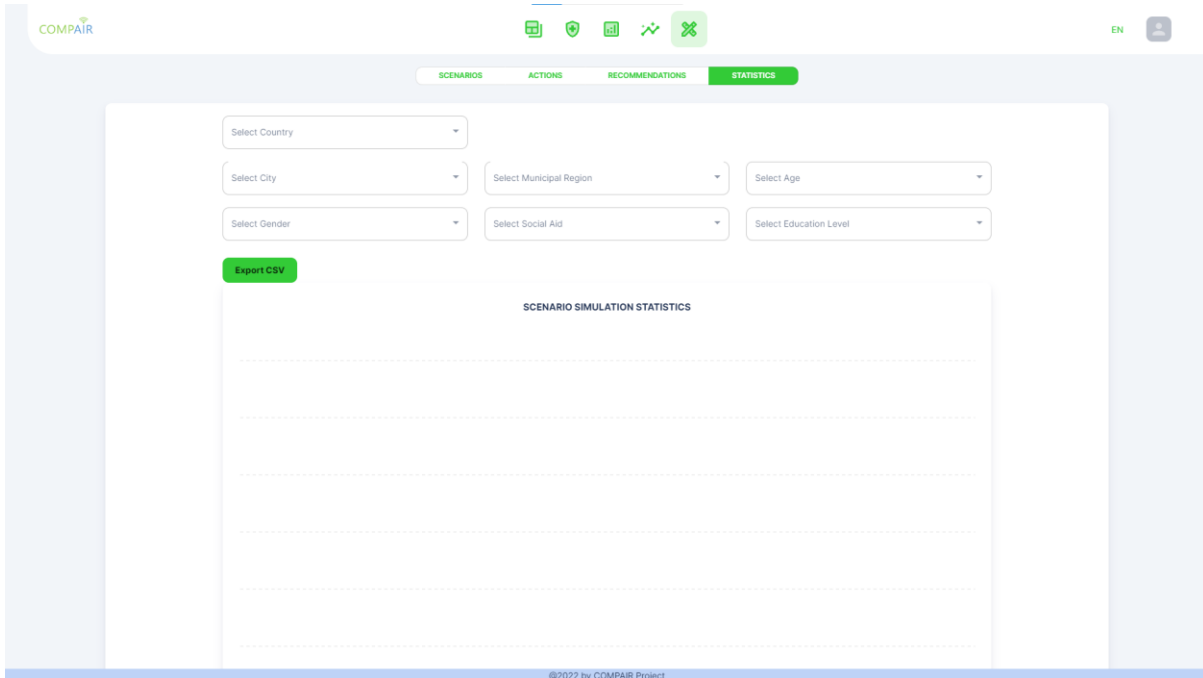 COMPAIR
EN
SCENARIOS ACTIONS RECOMMENDATIONS STATISTICS
Select Country
Select City Select Municipal Region Select Age
Select Gender Select Social Aid Select Education Level
Export CSV
SCENARIO SIMULATION STATISTICS
@2022 by COMPAIR Project